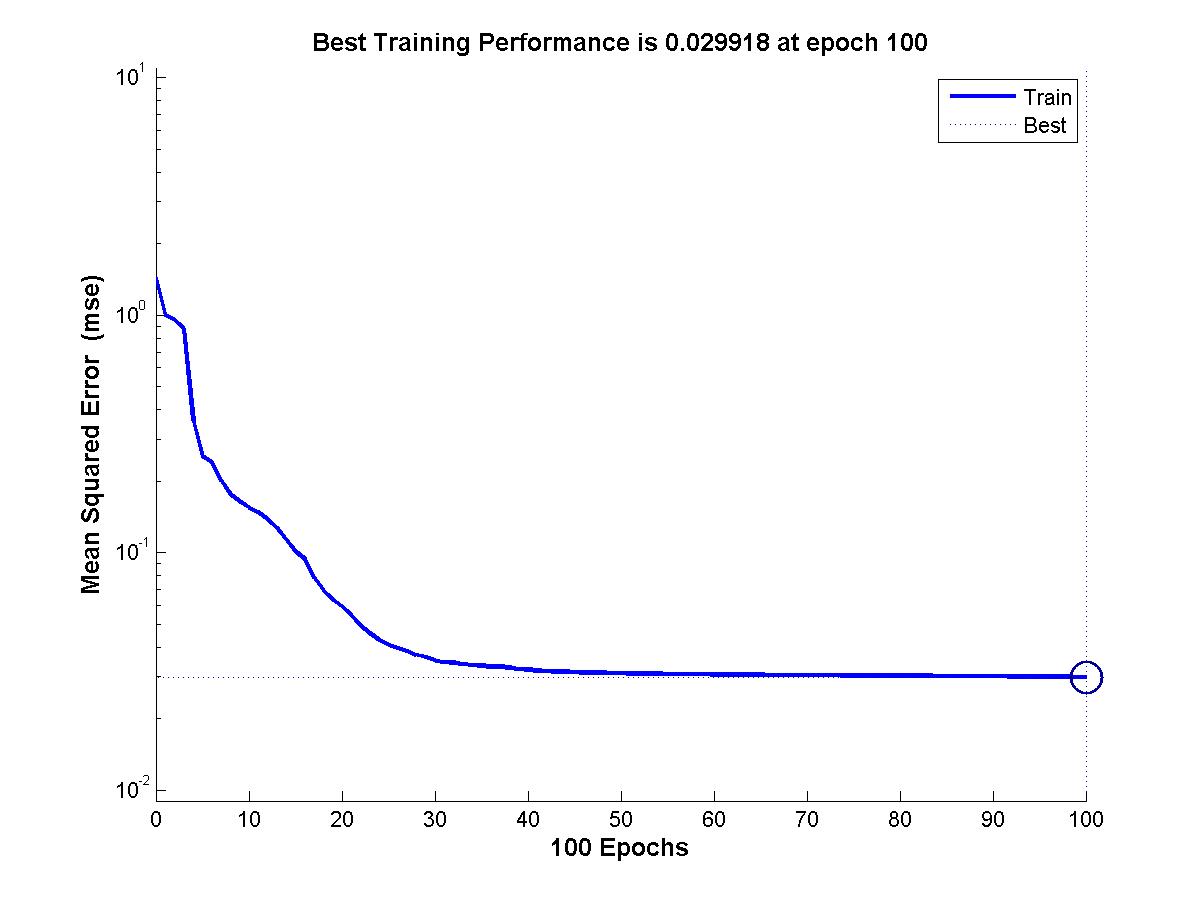 Best Training Performance is 0.029918 at epoch 100
10^1
Train
Best
10^0
10^-1
10^-2
Mean Squared Error (mse)
0 10 20 30 40 50 60 70 80 90 100
100 Epochs